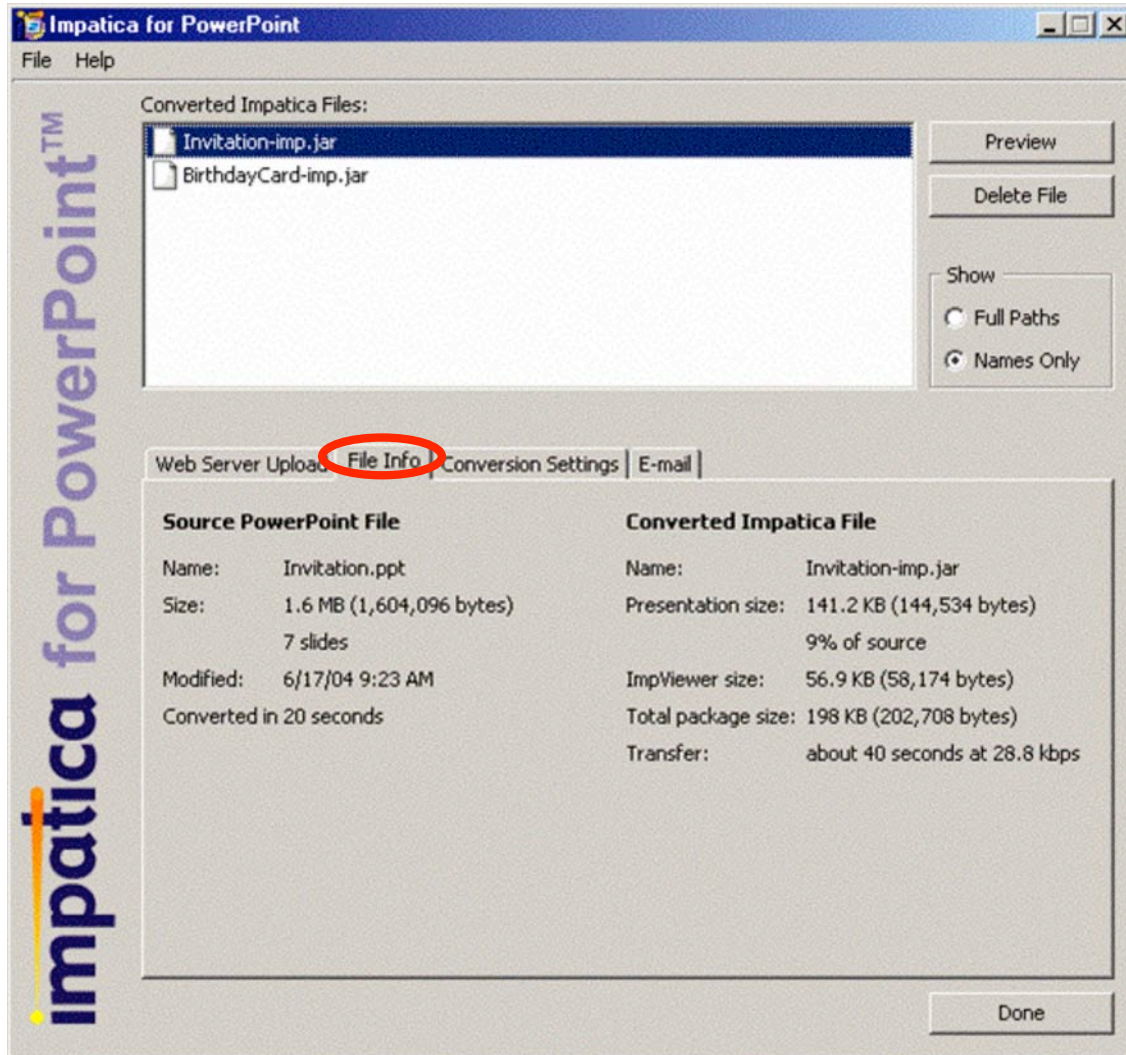 Impatica for PowerPoint
File Help
impatica for PowerPoint™
Converted Impatica Files:
Invitation-imp.jar
BirthdayCard-imp.jar
Preview
Delete File
Show
Full Paths
Names Only
Web Server Upload File Info Conversion Settings E-mail
Source PowerPoint File
Name: Invitation.ppt
Size: 1.6 MB (1,604,096 bytes)
7 slides
Modified: 6/17/04 9:23 AM
Converted in 20 seconds
Converted Impatica File
Name: Invitation-imp.jar
Presentation size: 141.2 KB (144,534 bytes)
9% of source
ImpViewer size: 56.9 KB (58,174 bytes)
Total package size: 198 KB (202,708 bytes)
Transfer: about 40 seconds at 28.8 kbps
Done